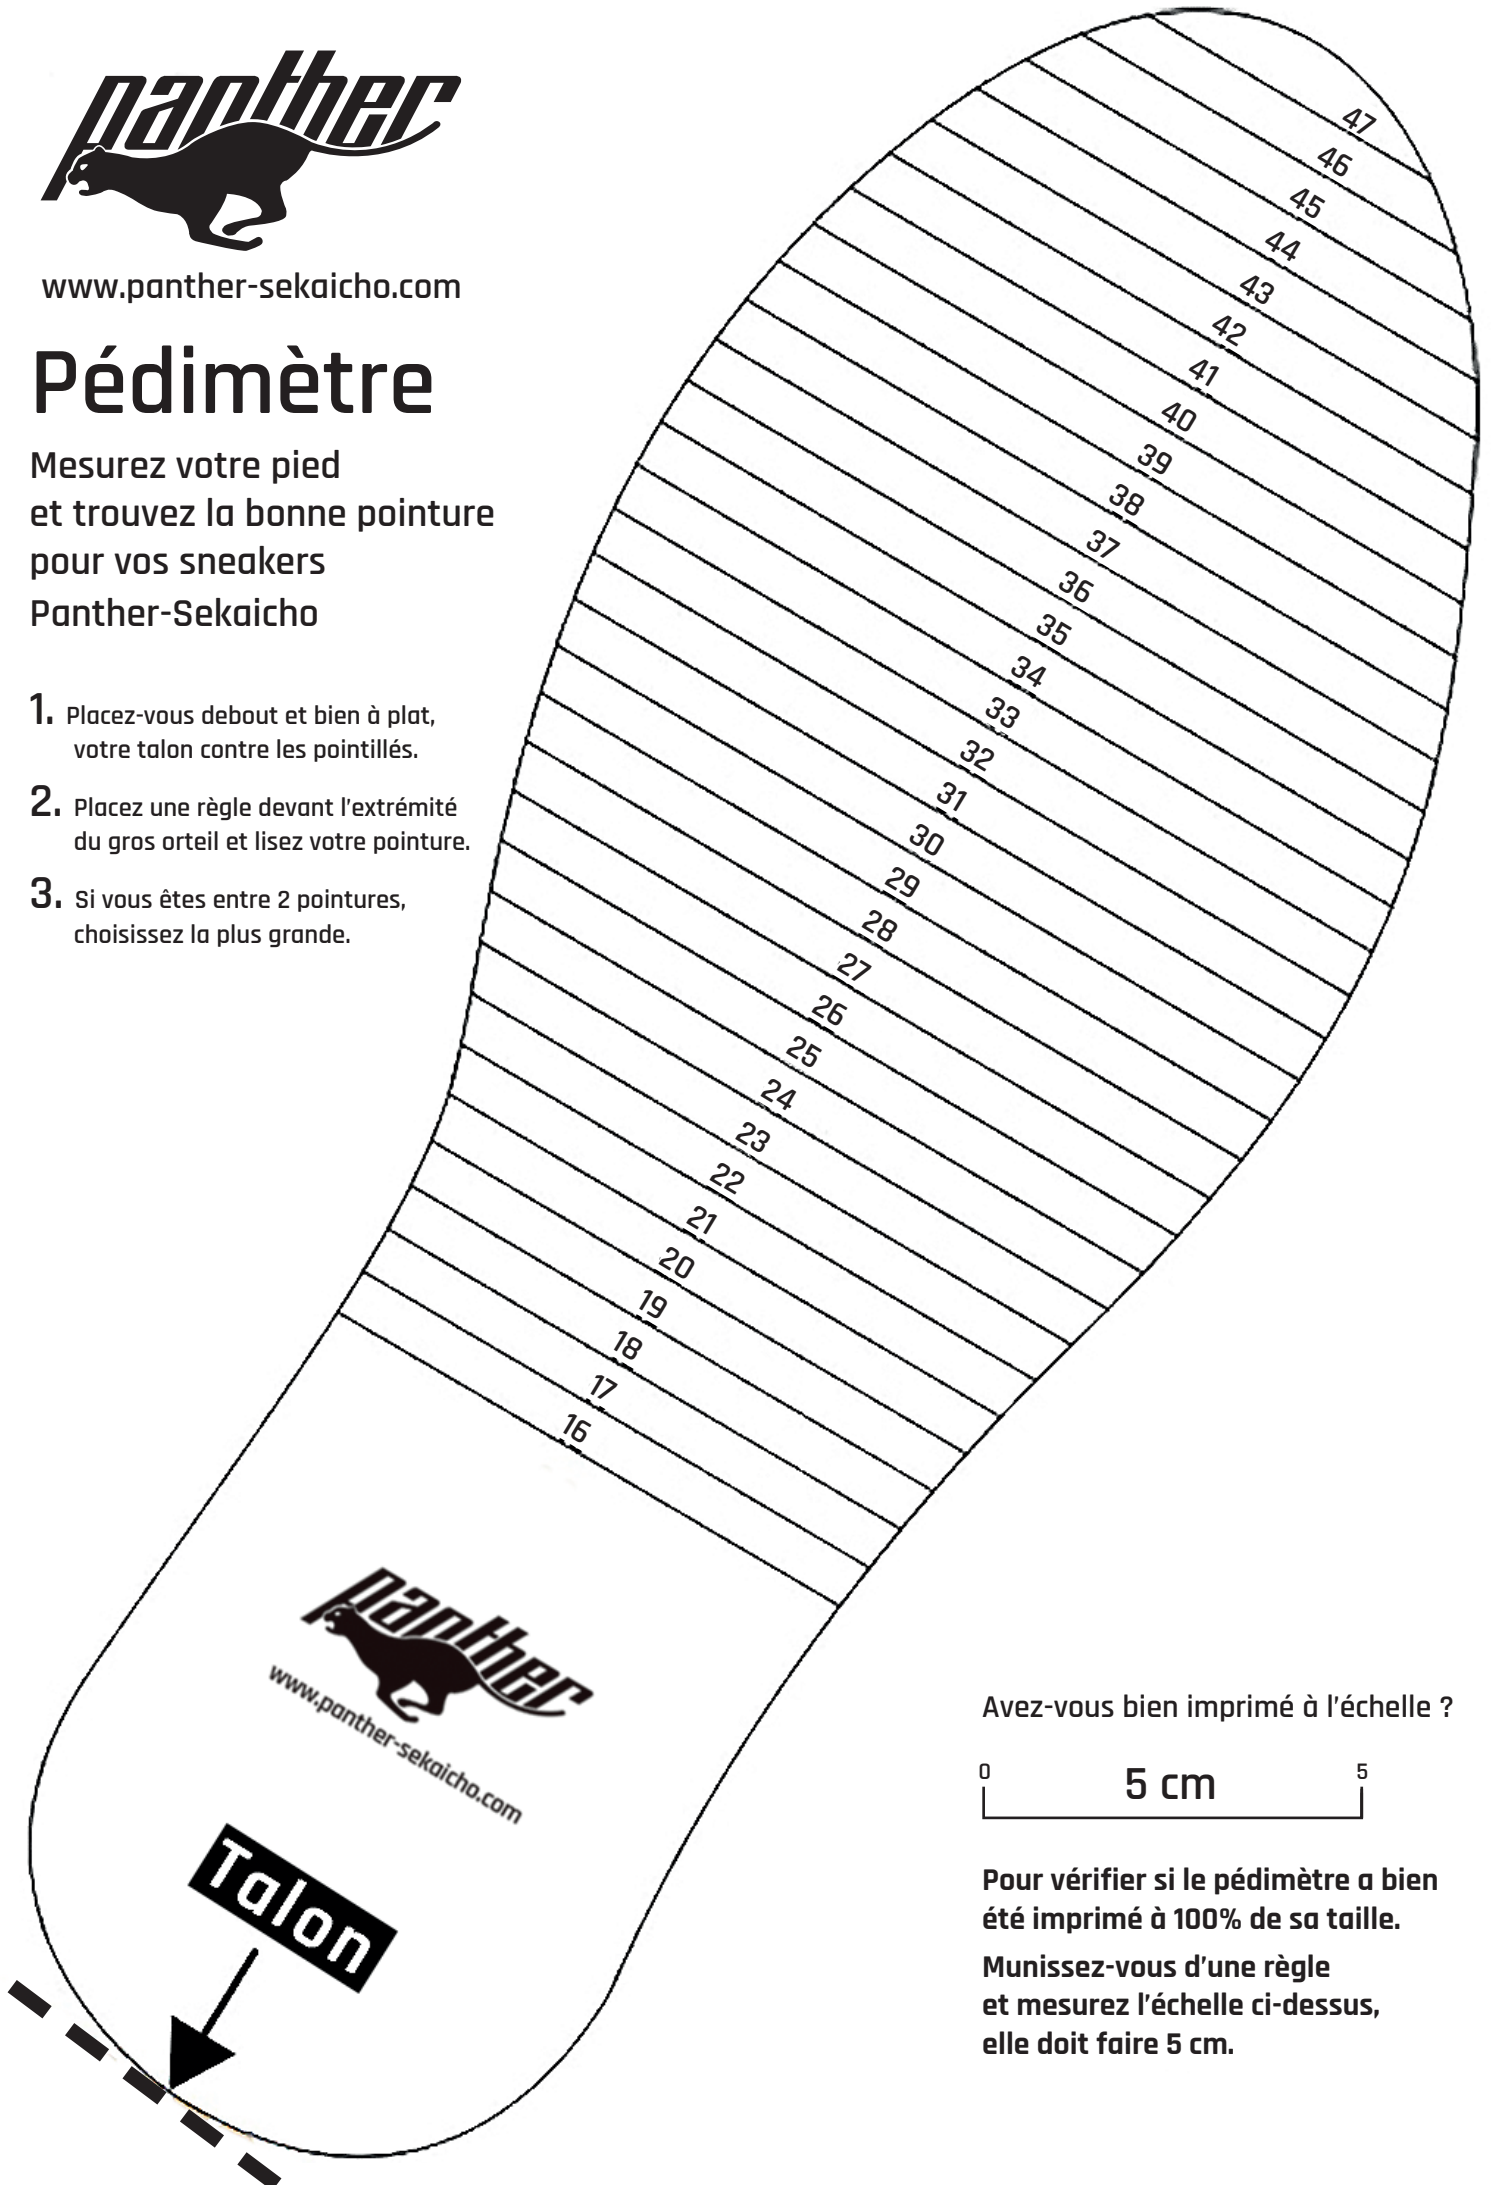 panther
www.panther-sekaicho.com
Pédimètre
Mesurez votre pied
et trouvez la bonne pointure
pour vos sneakers
Panther-Sekaicho
1. Placez-vous debout et bien à plat,
votre talon contre les pointillés.
2. Placez une règle devant l'extrémité
du gros orteil et lisez votre pointure.
3. Si vous êtes entre 2 pointures,
choisissez la plus grande.
47
46
45
44
43
42
41
40
39
38
37
36
35
34
33
32
31
30
29
28
27
26
25
24
23
22
21
20
19
18
17
16
panther
www.panther-sekaicho.com
Talon
Avez-vous bien imprimé à l'échelle ?
0 5 cm 5
Pour vérifier si le pédimètre a bien
été imprimé à 100% de sa taille.
Munissez-vous d'une règle
et mesurez l'échelle ci-dessus,
elle doit faire 5 cm.